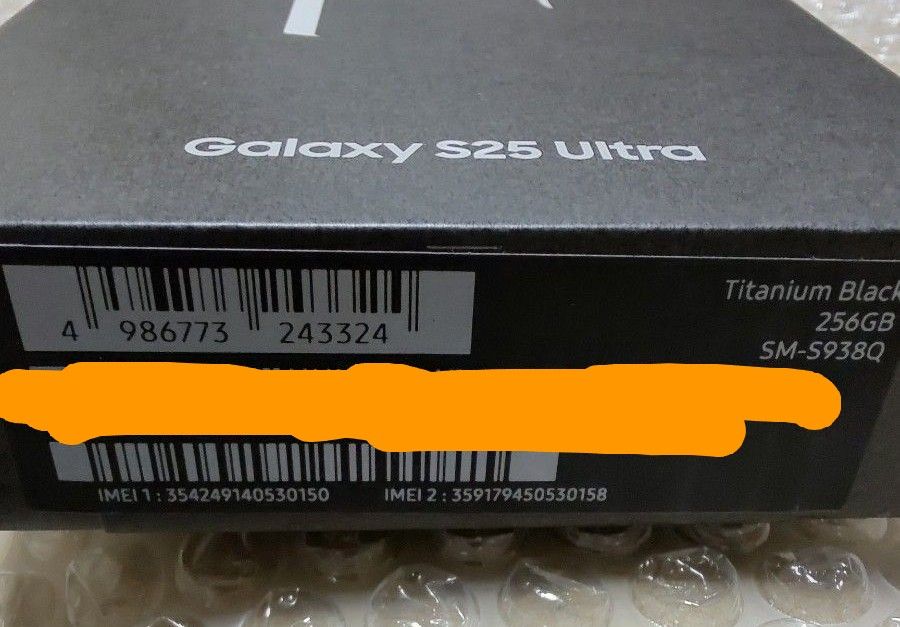 Galaxy S25 Ultra
4 986773 243324
Titanium Black
256GB
SM-S938Q
IMEI 1 : 354249140530150 IMEI 2 : 359179450530158